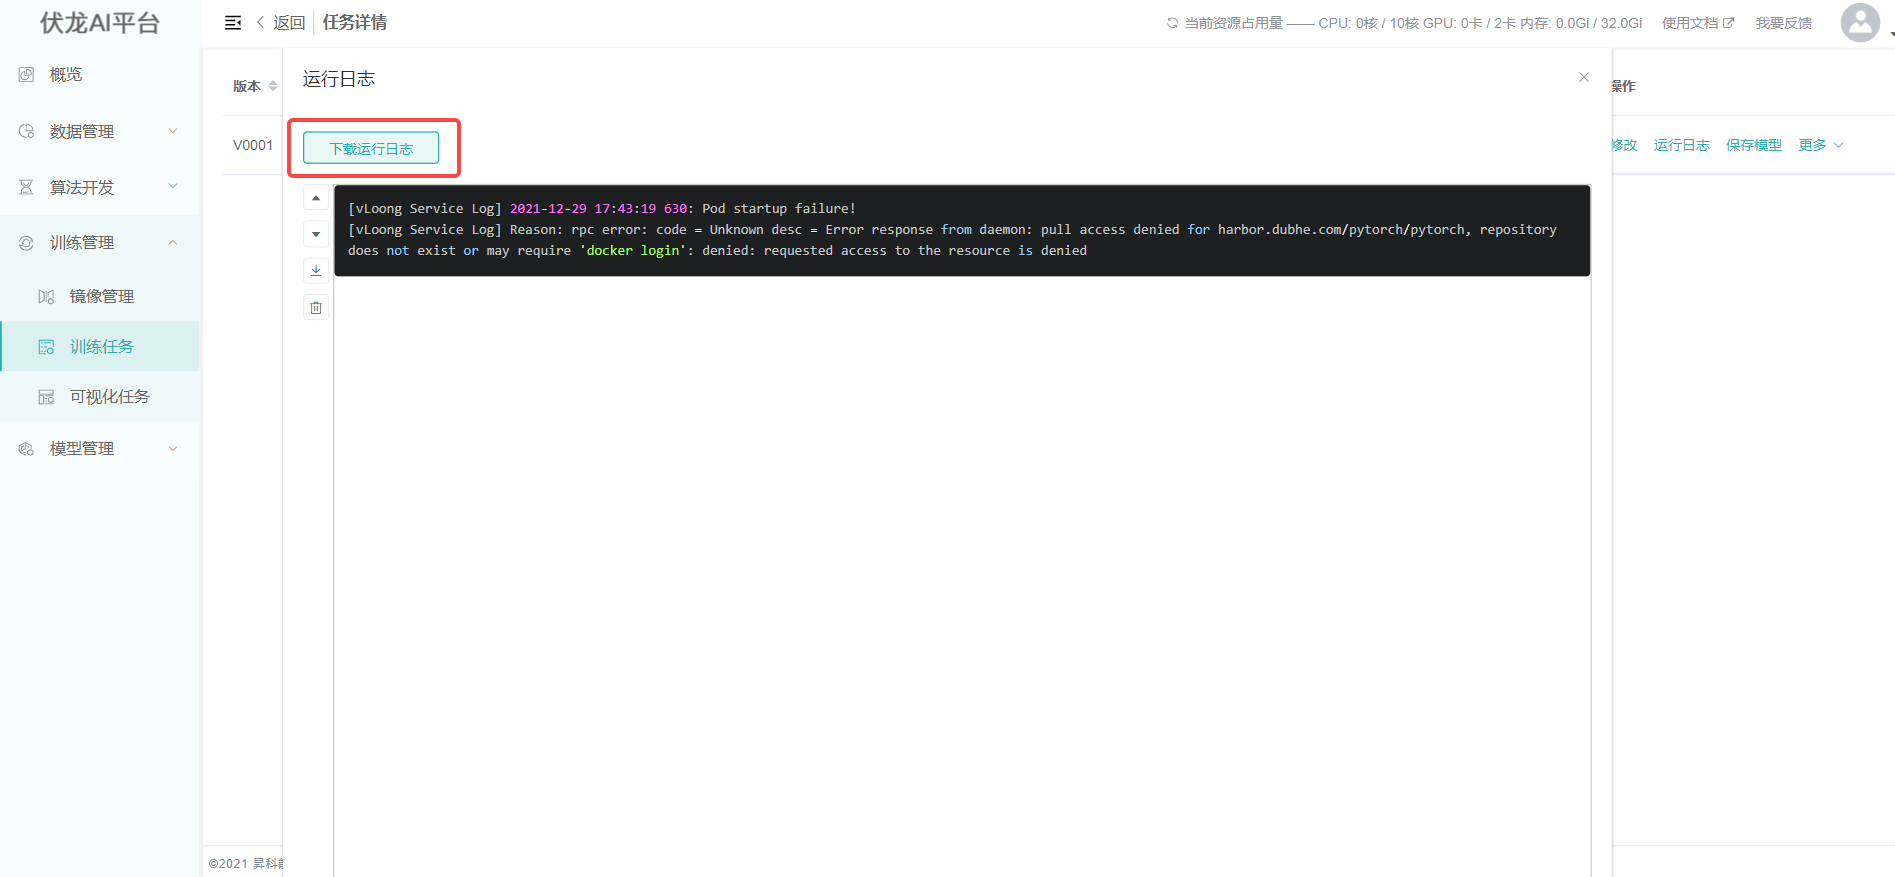 伏龙AI平台
返回
任务详情
当前资源占用量 —— CPU: 0核 / 10核 GPU: 0卡 / 2卡 内存: 0.0Gi / 32.0Gi
使用文档
我要反馈
概览
数据管理
算法开发
训练管理
镜像管理
训练任务
可视化任务
模型管理
版本
V0001
运行日志
下载运行日志
[vLoong Service Log] 2021-12-29 17:43:19 630: Pod startup failure!
[vLoong Service Log] Reason: rpc error: code = Unknown desc = Error response from daemon: pull access denied for harbor.dubhe.com/pytorch/pytorch, repository
does not exist or may require 'docker login': denied: requested access to the resource is denied
操作
修改
运行日志
保存模型
更多
©2021 昇科